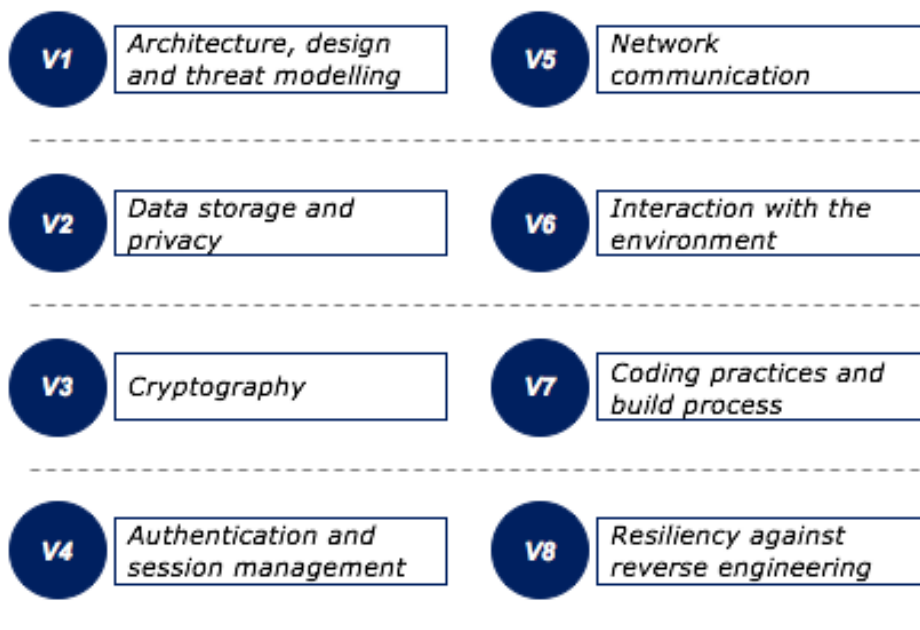 V1
Architecture, design
and threat modelling
V2
Data storage and
privacy
V3
Cryptography
V4
Authentication and
session management
V5
Network
communication
V6
Interaction with the
environment
V7
Coding practices and
build process
V8
Resiliency against
reverse engineering